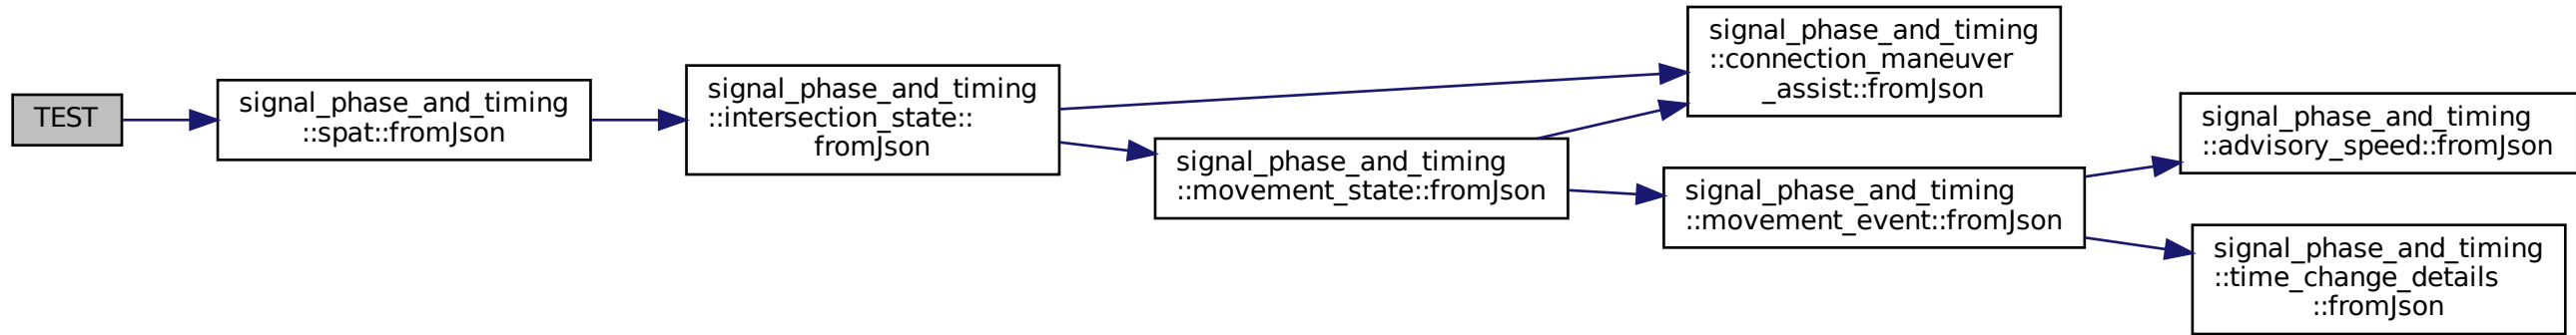 TEST
signal_phase_and_timing
::spat::fromJson
signal_phase_and_timing
::intersection_state::
fromJson
signal_phase_and_timing
::connection_maneuver
_assist::fromJson
signal_phase_and_timing
::movement_state::fromJson
signal_phase_and_timing
::movement_event::fromJson
signal_phase_and_timing
::advisory_speed::fromJson
signal_phase_and_timing
::time_change_details
::fromJson